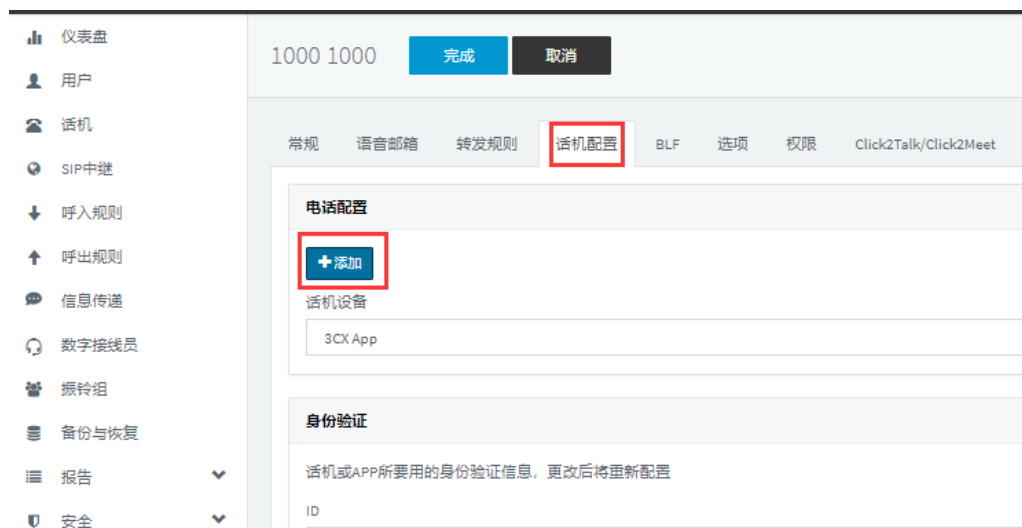 仪表盘
用户
话机
SIP中继
呼入规则
呼出规则
信息传递
数字接线员
振铃组
备份与恢复
报告
安全
1000 1000 完成 取消
常规 语音邮箱 转发规则 话机配置 BLF 选项 权限 Click2Talk/Click2Meet
电话配置
添加
话机设备
3CX App
身份验证
话机或APP所要用的身份验证信息，更改后将重新配置
ID